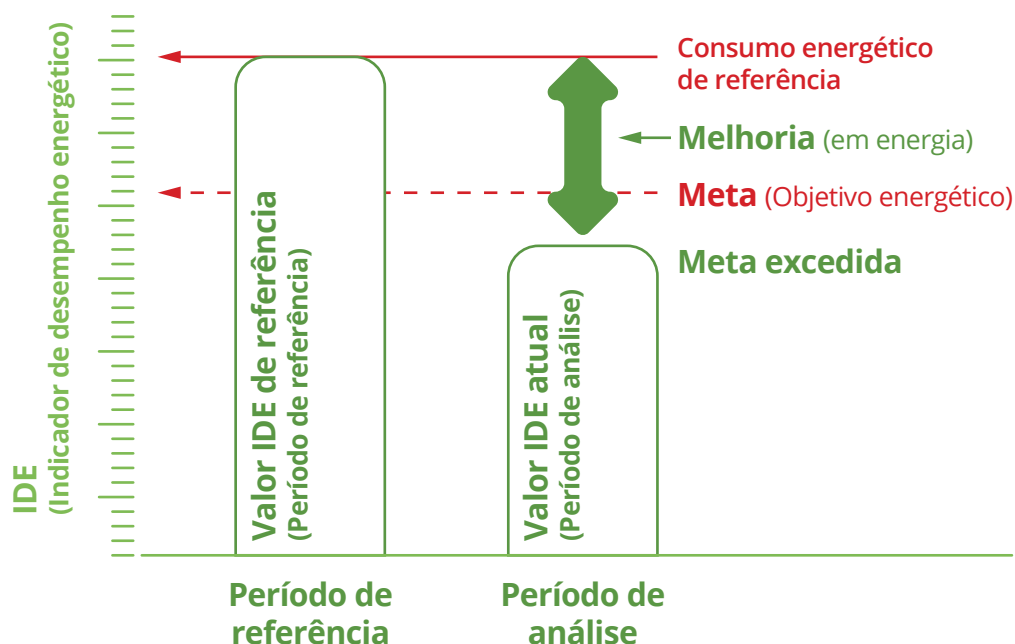 IDE
(Indicador de desempenho energético)
Consumo energético
de referência
Melhoria (em energia)
Meta (Objetivo energético)
Meta excedida
Valor IDE de referência
(Período de referência)
Valor IDE atual
(Período de análise)
Período de
referência
Período de
análise